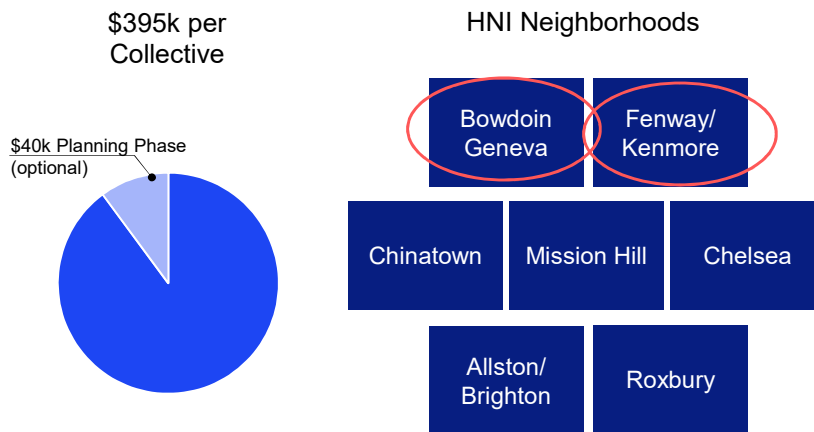 $395k per
Collective
$40k Planning Phase
(optional)
HNI Neighborhoods
Bowdoin
Geneva
Fenway/
Kenmore
Chinatown
Mission Hill
Chelsea
Allston/
Brighton
Roxbury